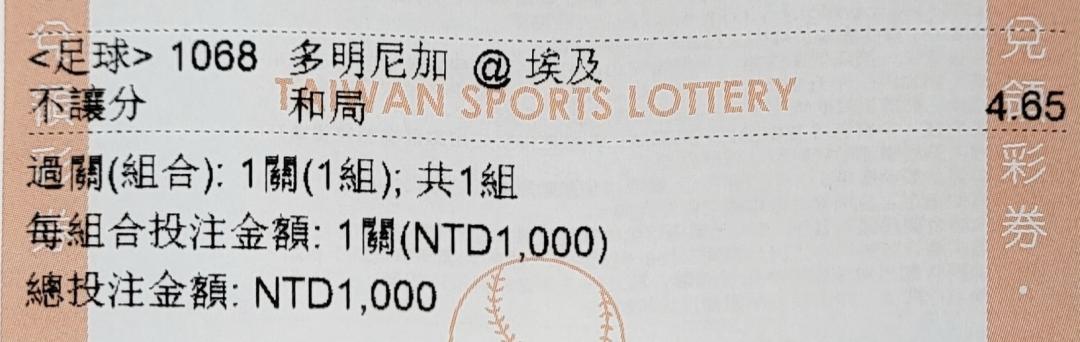 <足球> 1068 多明尼加 @ 埃及
TAIWAN SPORTS LOTTERY
不讓分 和局 4.65
過關(組合): 1關(1組); 共1組
每組合投注金額: 1關(NTD1,000)
總投注金額: NTD1,000
兌領彩券·